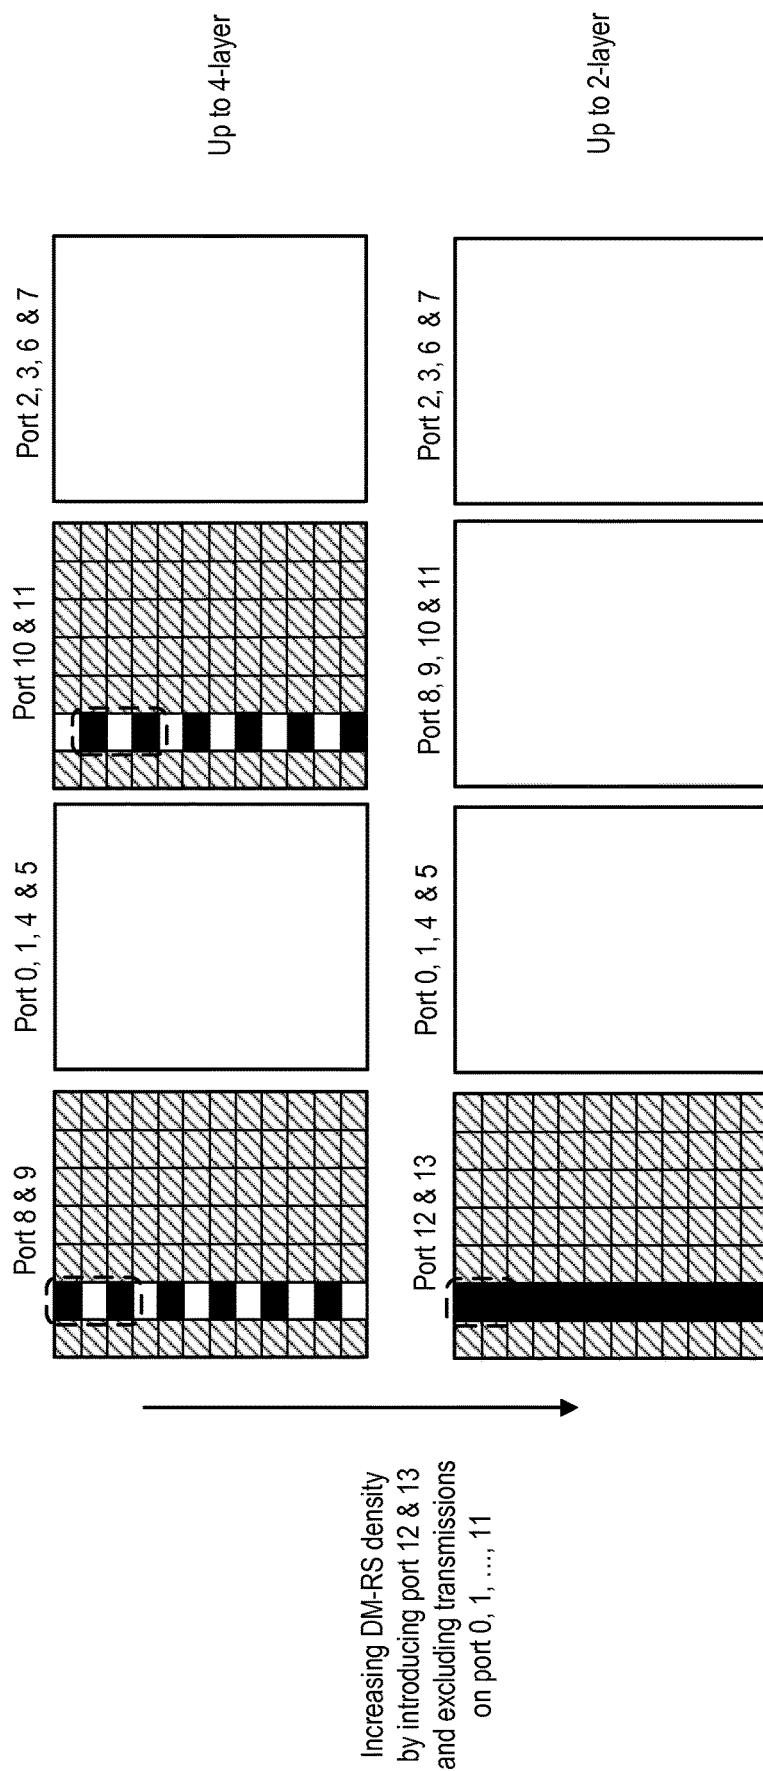 Port 8 & 9
Port 0, 1, 4 & 5
Port 10 & 11
Port 2, 3, 6 & 7
Up to 4-layer
Increasing DM-RS density
by introducing port 12 & 13
and excluding transmissions
on port 0, 1, ..., 11
Port 12 & 13
Port 0, 1, 4 & 5
Port 8, 9, 10 & 11
Port 2, 3, 6 & 7
Up to 2-layer